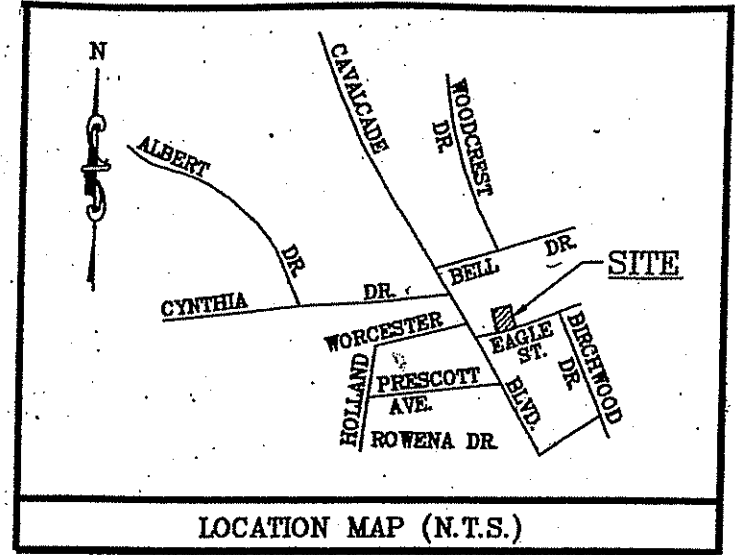 N
CAVALCADE
WOODCREST
DR.
ALBERT
DR.
BELL DR.
SITE
CYNTHIA DR.
WORCESTER
EAGLE
ST.
BIRCHWOOD
DR.
HOLLAND
PRESCOTT
AVE.
BLVD.
ROWENA DR.
LOCATION MAP (N.T.S.)